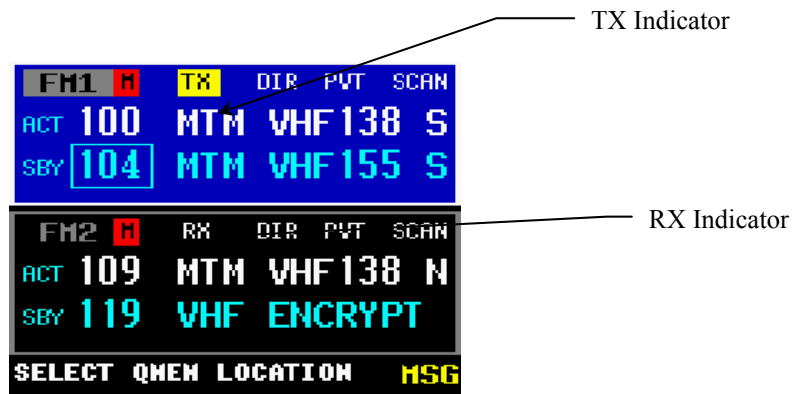 TX Indicator
FM1 M TX DIR PVT SCAN
ACT 100 MTM VHF138 S
SBY 104 MTM VHF155 S
FM2 M RX DIR PVT SCAN
RX Indicator
ACT 109 MTM VHF138 N
SBY 119 VHF ENCRYPT
SELECT QMEM LOCATION MSG